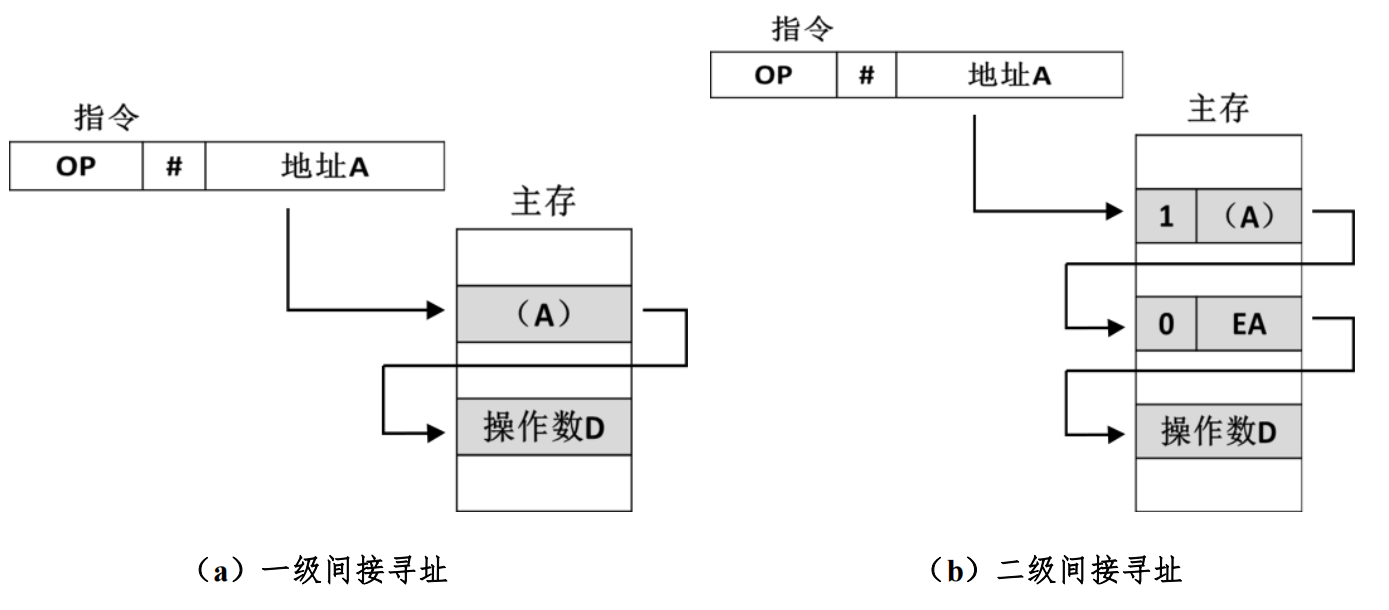 指令
OP # 地址A
主存
（A）
操作数D
（a）一级间接寻址
指令
OP # 地址A
主存
1 （A）
0 EA
操作数D
（b）二级间接寻址